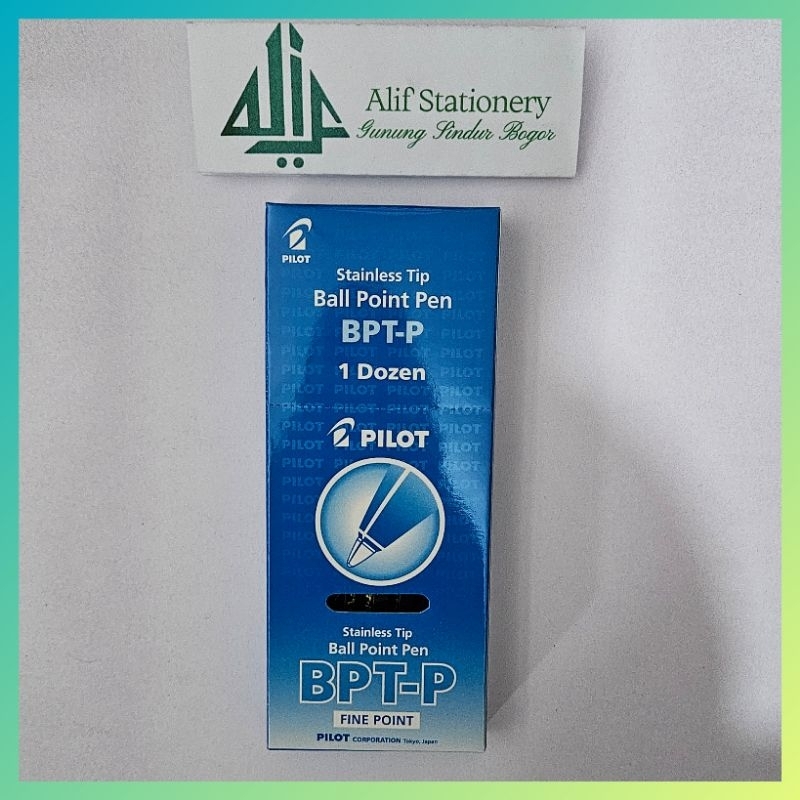 Alif Stationery
Gunung Sindur Bogor
PILOT
Stainless Tip
Ball Point Pen
BPT-P
1 Dozen
PILOT
Stainless Tip
Ball Point Pen
BPT-P
FINE POINT
PILOT CORPORATION Tokyo, Japan